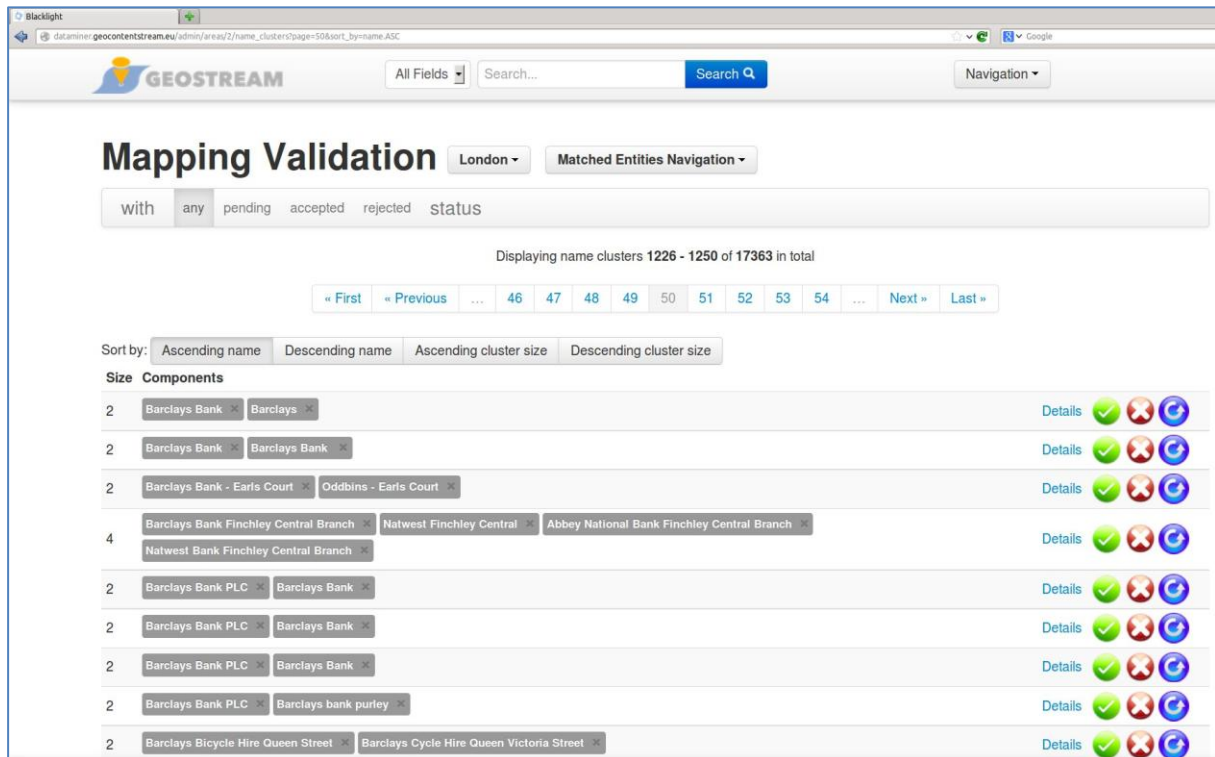 Blacklight
dataminer.geocontentstream.eu/admin/areas/2/name_clusters?page=50&sort_by=name.ASC Google
GEOSTREAM All Fields Search... Search Navigation
Mapping Validation London Matched Entities Navigation
with any pending accepted rejected status
Displaying name clusters 1226 - 1250 of 17363 in total
« First « Previous ... 46 47 48 49 50 51 52 53 54 ... Next » Last »
Sort by: Ascending name Descending name Ascending cluster size Descending cluster size
Size Components
2 Barclays Bank × Barclays × Details
2 Barclays Bank × Barclays Bank × Details
2 Barclays Bank - Earls Court × Oddbins - Earls Court × Details
4 Barclays Bank Finchley Central Branch × Natwest Finchley Central × Abbey National Bank Finchley Central Branch × Details
Natwest Bank Finchley Central Branch ×
2 Barclays Bank PLC × Barclays Bank × Details
2 Barclays Bank PLC × Barclays Bank × Details
2 Barclays Bank PLC × Barclays Bank × Details
2 Barclays Bank PLC × Barclays bank purley × Details
2 Barclays Bicycle Hire Queen Street × Barclays Cycle Hire Queen Victoria Street × Details